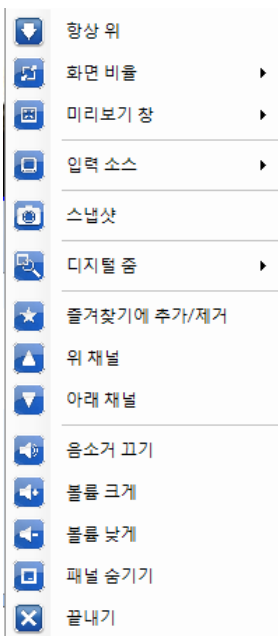 항상 위
화면 비율
미리보기 창
입력 소스
스냅샷
디지털 줌
즐겨찾기에 추가/제거
위 채널
아래 채널
음소거 끄기
볼륨 크게
볼륨 낮게
패널 숨기기
끝내기